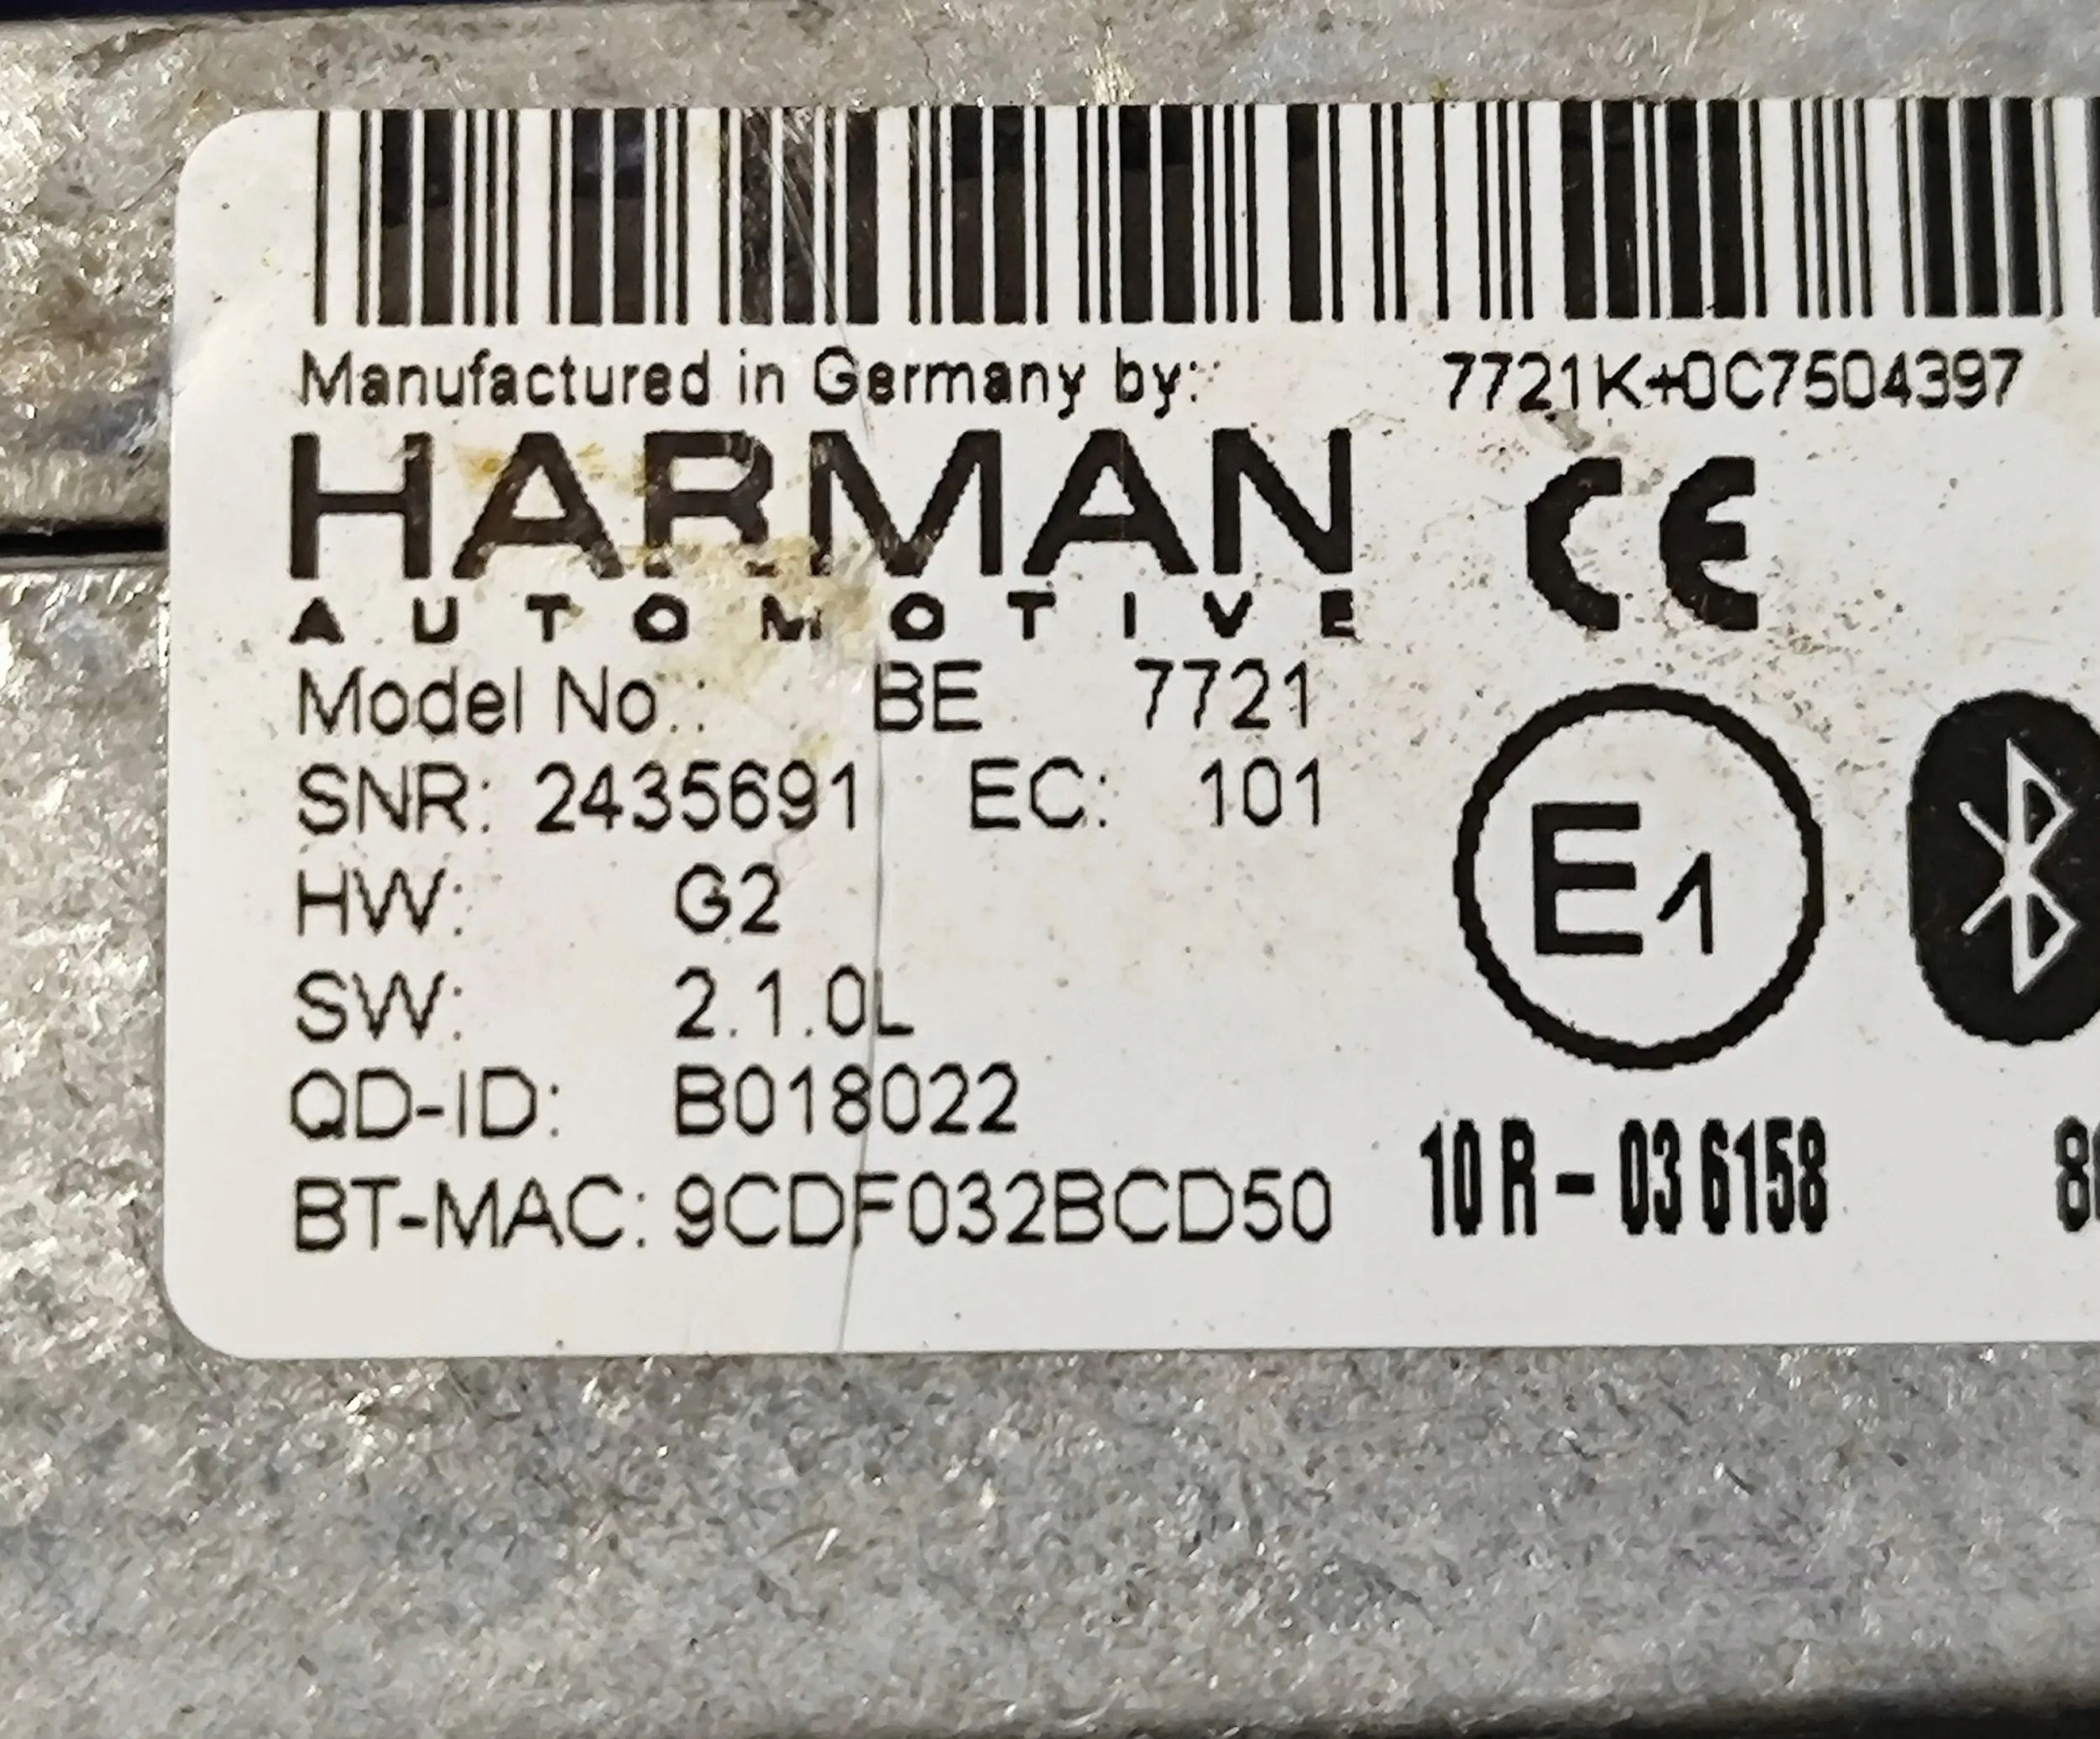 Manufactured in Germany by: 7721K+0C7504397
HARMAN
AUTOMOTIVE
CE
Model No.: BE 7721
SNR: 2435691 EC: 101
HW: G2
E1
SW: 2.1.0L
QD-ID: B018022
BT-MAC: 9CDF032BCD50
10 R - 03 6158